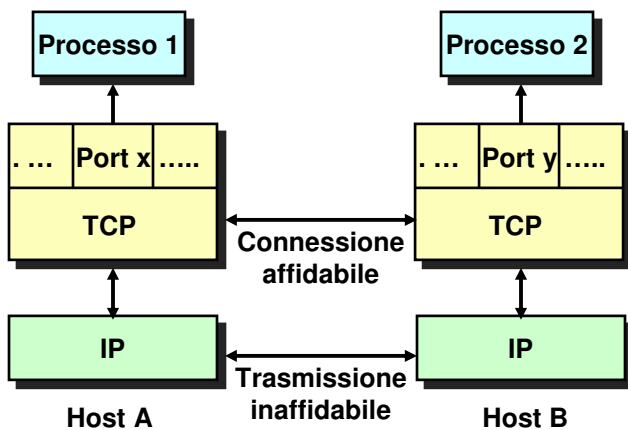 Processo 1
Processo 2
. ...
Port x
.....
. ...
Port y
.....
TCP
TCP
Connessione
affidabile
IP
IP
Trasmissione
inaffidabile
Host A
Host B